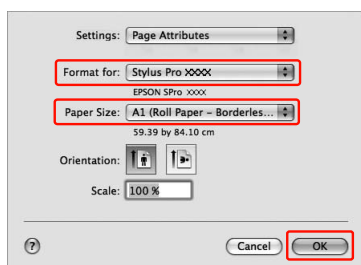 Settings: Page Attributes
Format for: Stylus Pro XXXX
EPSON SPro XXXX
Paper Size: A1 (Roll Paper – Borderles...
59.39 by 84.10 cm
Orientation:
Scale: 100 %
? Cancel OK